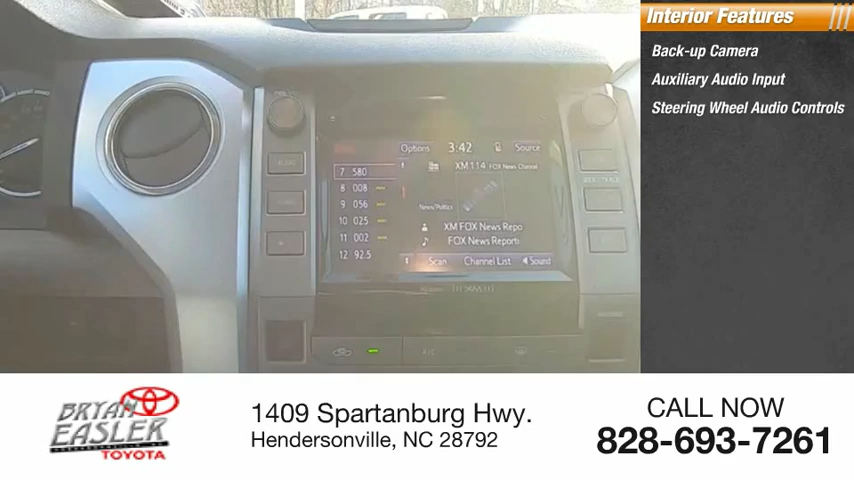 Interior Features
Back-up Camera
Auxiliary Audio Input
Steering Wheel Audio Controls
Options 3:42 Source
7 580
XM 114 FOX News Channel
8 008
9 056
News/Politics
10 025
XM FOX News Repo
11 002
FOX News Reporti
12 92.5
Scan Channel List Sound
A/C
BRYAN
EASLER
TOYOTA
1409 Spartanburg Hwy.
Hendersonville, NC 28792
CALL NOW
828-693-7261